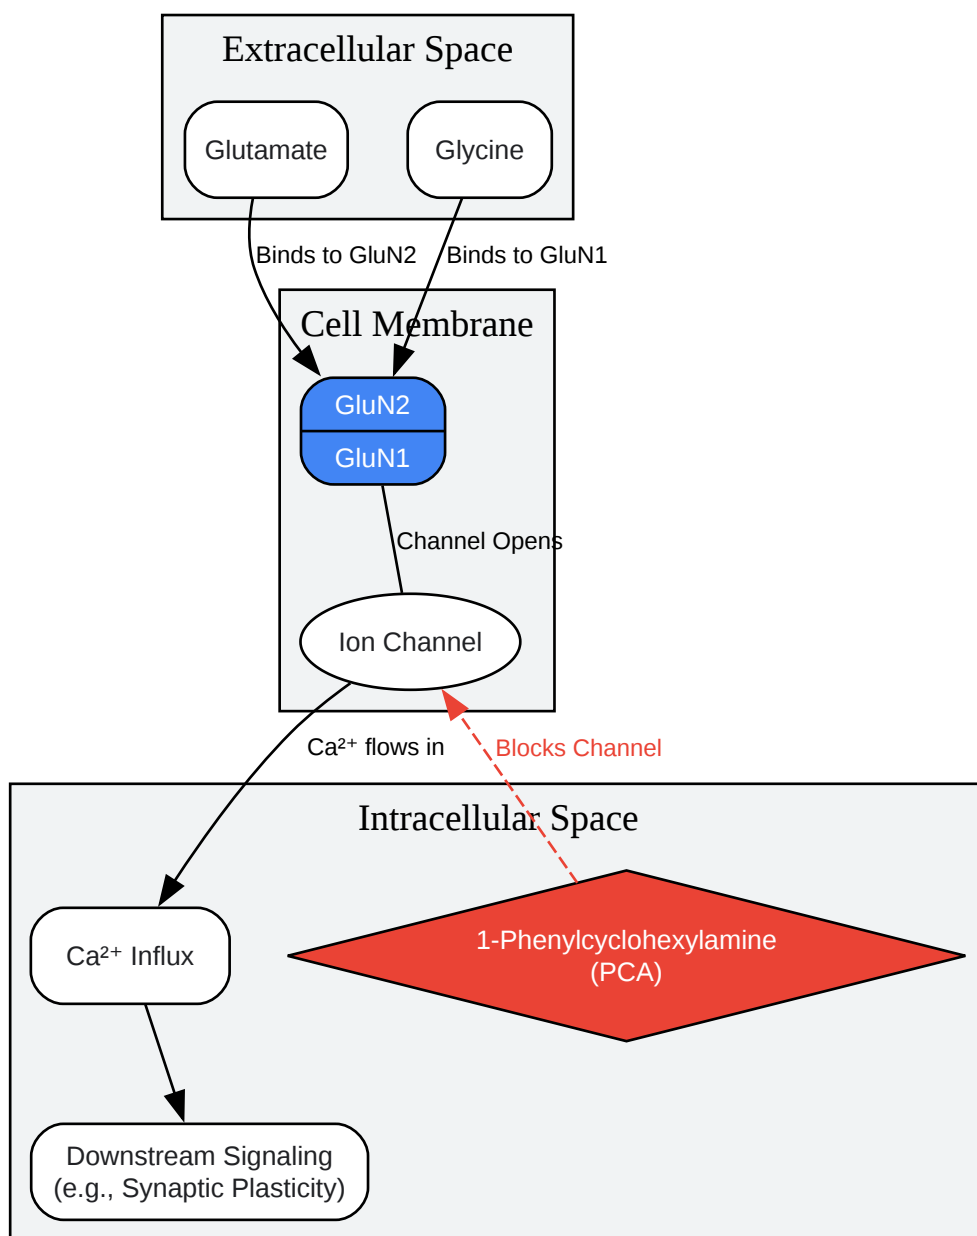 Extracellular Space
Glutamate
Glycine
Binds to GluN2
Binds to GluN1
Cell Membrane
GluN2
GluN1
Channel Opens
Ion Channel
Ca²⁺ flows in
Blocks Channel
Intracellular Space
Ca²⁺ Influx
1-Phenylcyclohexylamine
(PCA)
Downstream Signaling
(e.g., Synaptic Plasticity)